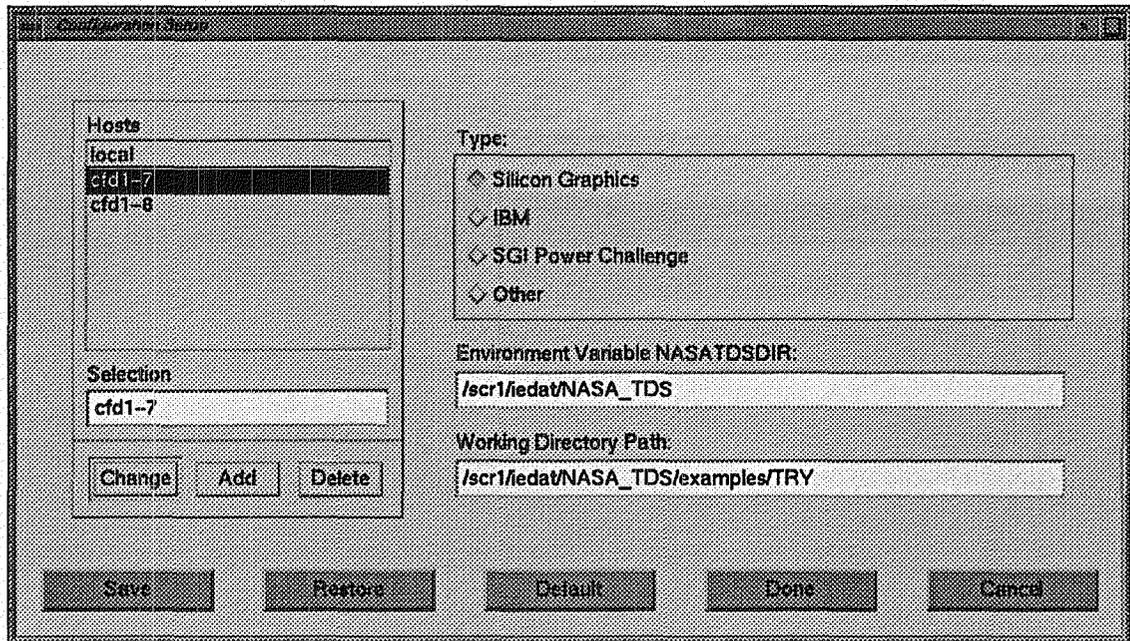 Configuration Setup
Hosts
local
cfd1-7
cfd1-8
Selection
cfd1-7
Change Add Delete
Type:
Silicon Graphics
IBM
SGI Power Challenge
Other
Environment Variable NASATDSDIR:
/scr1/iedat/NASA_TDS
Working Directory Path:
/scr1/iedat/NASA_TDS/examples/TRY
Save Restore Default Done Cancel